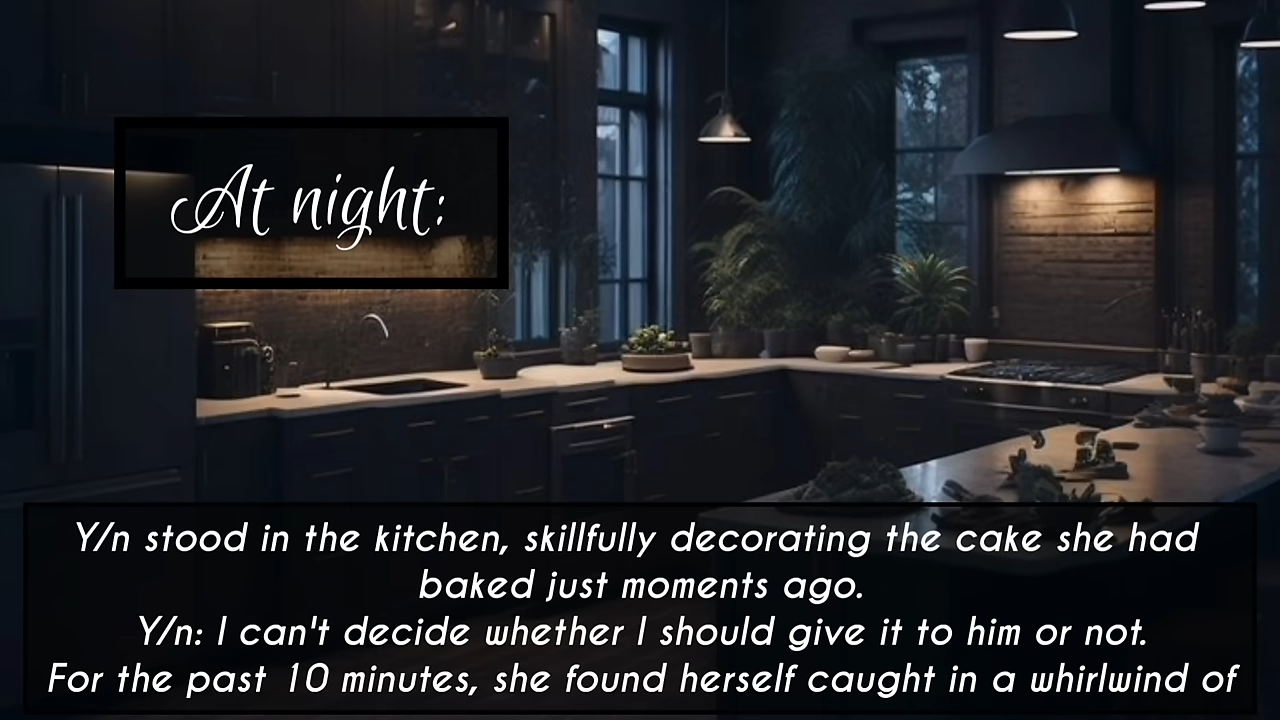 At night:
Y/n stood in the kitchen, skillfully decorating the cake she had
baked just moments ago.
Y/n: I can't decide whether I should give it to him or not.
For the past 10 minutes, she found herself caught in a whirlwind of